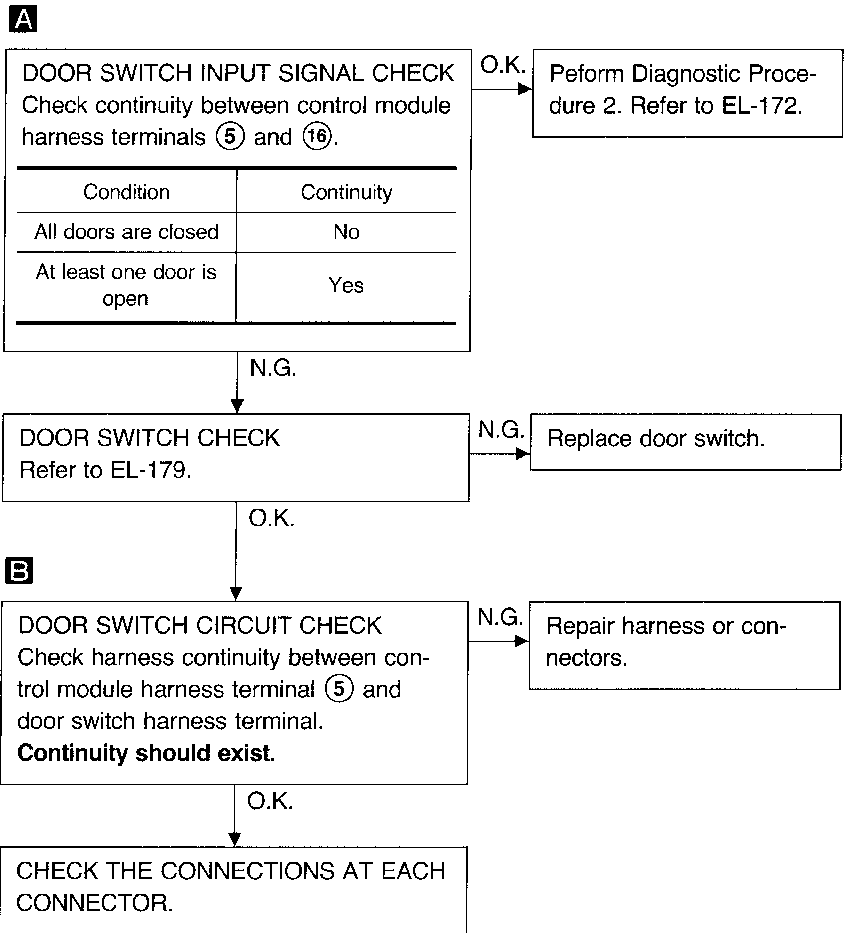 A
DOOR SWITCH INPUT SIGNAL CHECK
Check continuity between control module
harness terminals ⑤ and ⑯.
Condition Continuity
All doors are closed No
At least one door is
open
Yes
O.K.
Peform Diagnostic Proce-
dure 2. Refer to EL-172.
N.G.
DOOR SWITCH CHECK
Refer to EL-179.
N.G.
Replace door switch.
O.K.
B
DOOR SWITCH CIRCUIT CHECK
Check harness continuity between con-
trol module harness terminal ⑤ and
door switch harness terminal.
Continuity should exist.
N.G.
Repair harness or con-
nectors.
O.K.
CHECK THE CONNECTIONS AT EACH
CONNECTOR.